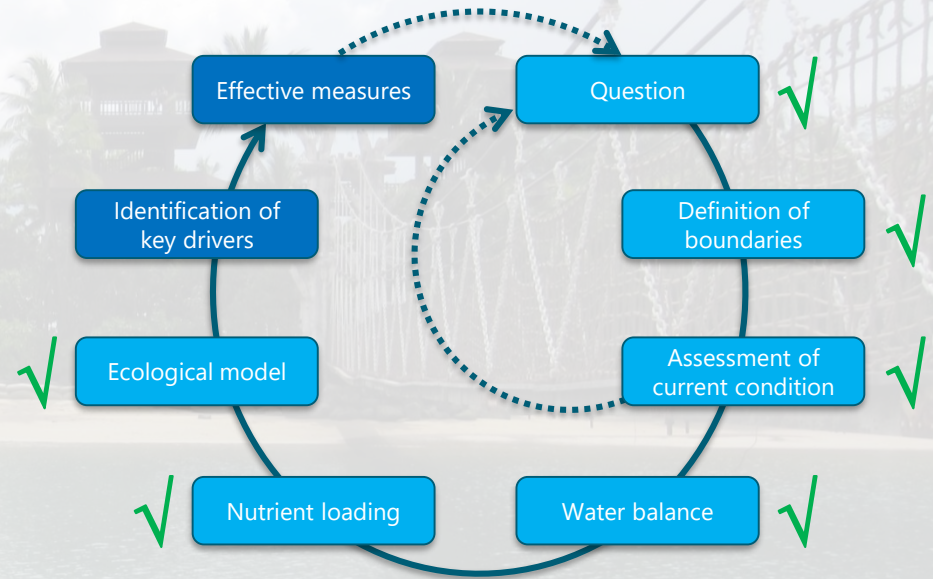 Effective measures
Question
Identification of
key drivers
Definition of
boundaries
Ecological model
Assessment of
current condition
Nutrient loading
Water balance